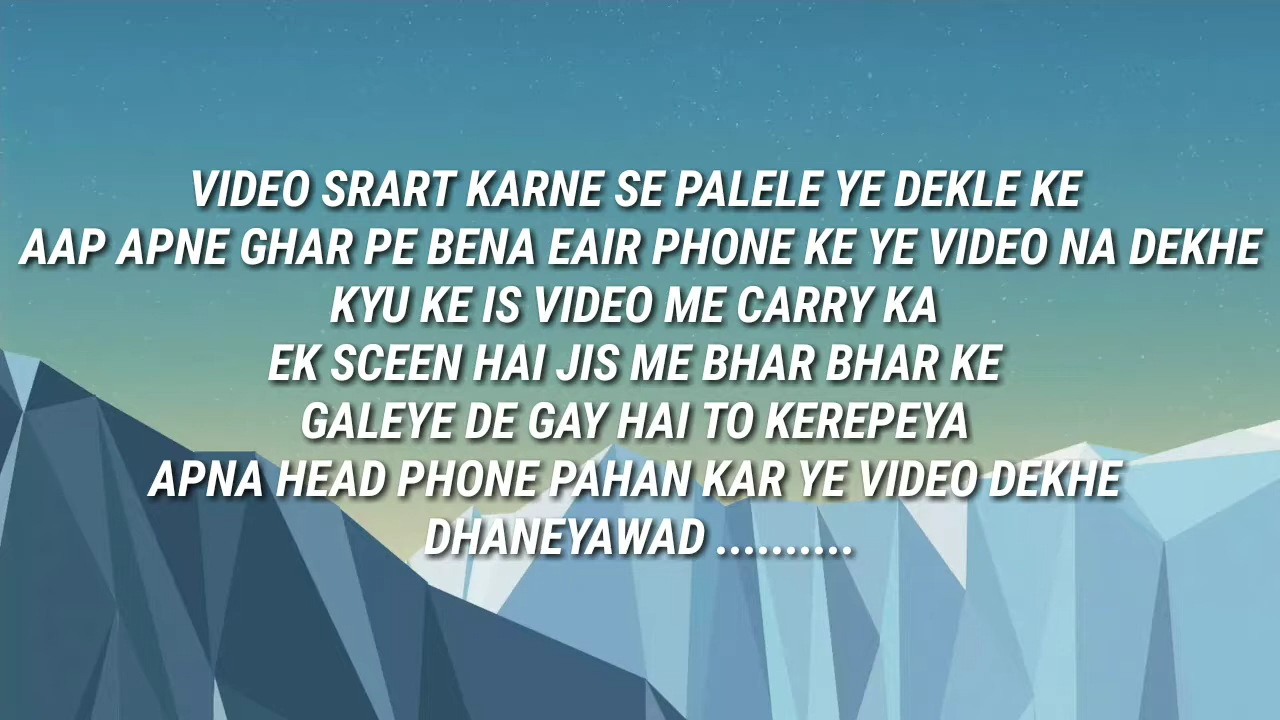 VIDEO SRART KARNE SE PALELE YE DEKLE KE
AAP APNE GHAR PE BENA EAIR PHONE KE YE VIDEO NA DEKHE
KYU KE IS VIDEO ME CARRY KA
EK SCEEN HAI JIS ME BHAR BHAR KE
GALEYE DE GAY HAI TO KEREPEYA
APNA HEAD PHONE PAHAN KAR YE VIDEO DEKHE
DHANEYAWAD ..........